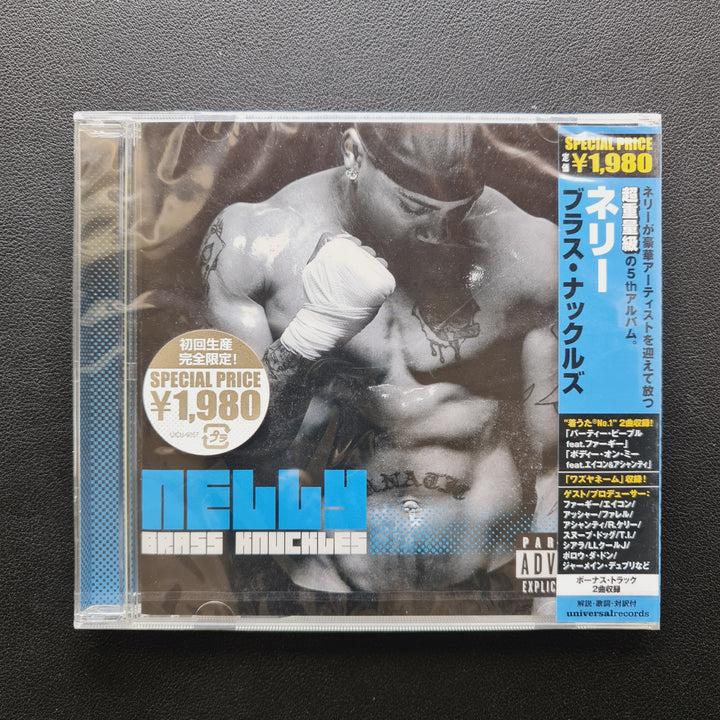 初回生産
完全限定!
SPECIAL PRICE
¥1,980
プラ
NELLY
BRASS KNUCKLES
PAR
ADV
EXPLIC
SPECIAL PRICE
定価 ¥1,980
ネリーが豪華アーティストを迎えて放つ
超重量級の5thアルバム。
ネリー
ブラス・ナックルズ
"着うた®No.1" 2曲収録!
「パーティー・ピープル
feat.ファーギー」
「ボディー・オン・ミー
feat.エイコン&アシャンティ」
「ワズヤネーム」収録!
ゲスト/プロデューサー:
ファーギー/エイコン/
アッシャー/ファレル/
アシャンティ/R.ケリー/
スヌープ・ドッグ/T.I./
シアラ/LLクールJ/
ポロウ・ダ・ドン/
ジャーメイン・デュプリなど
ボーナス・トラック
2曲収録
解説・歌詞・対訳付
universalrecords